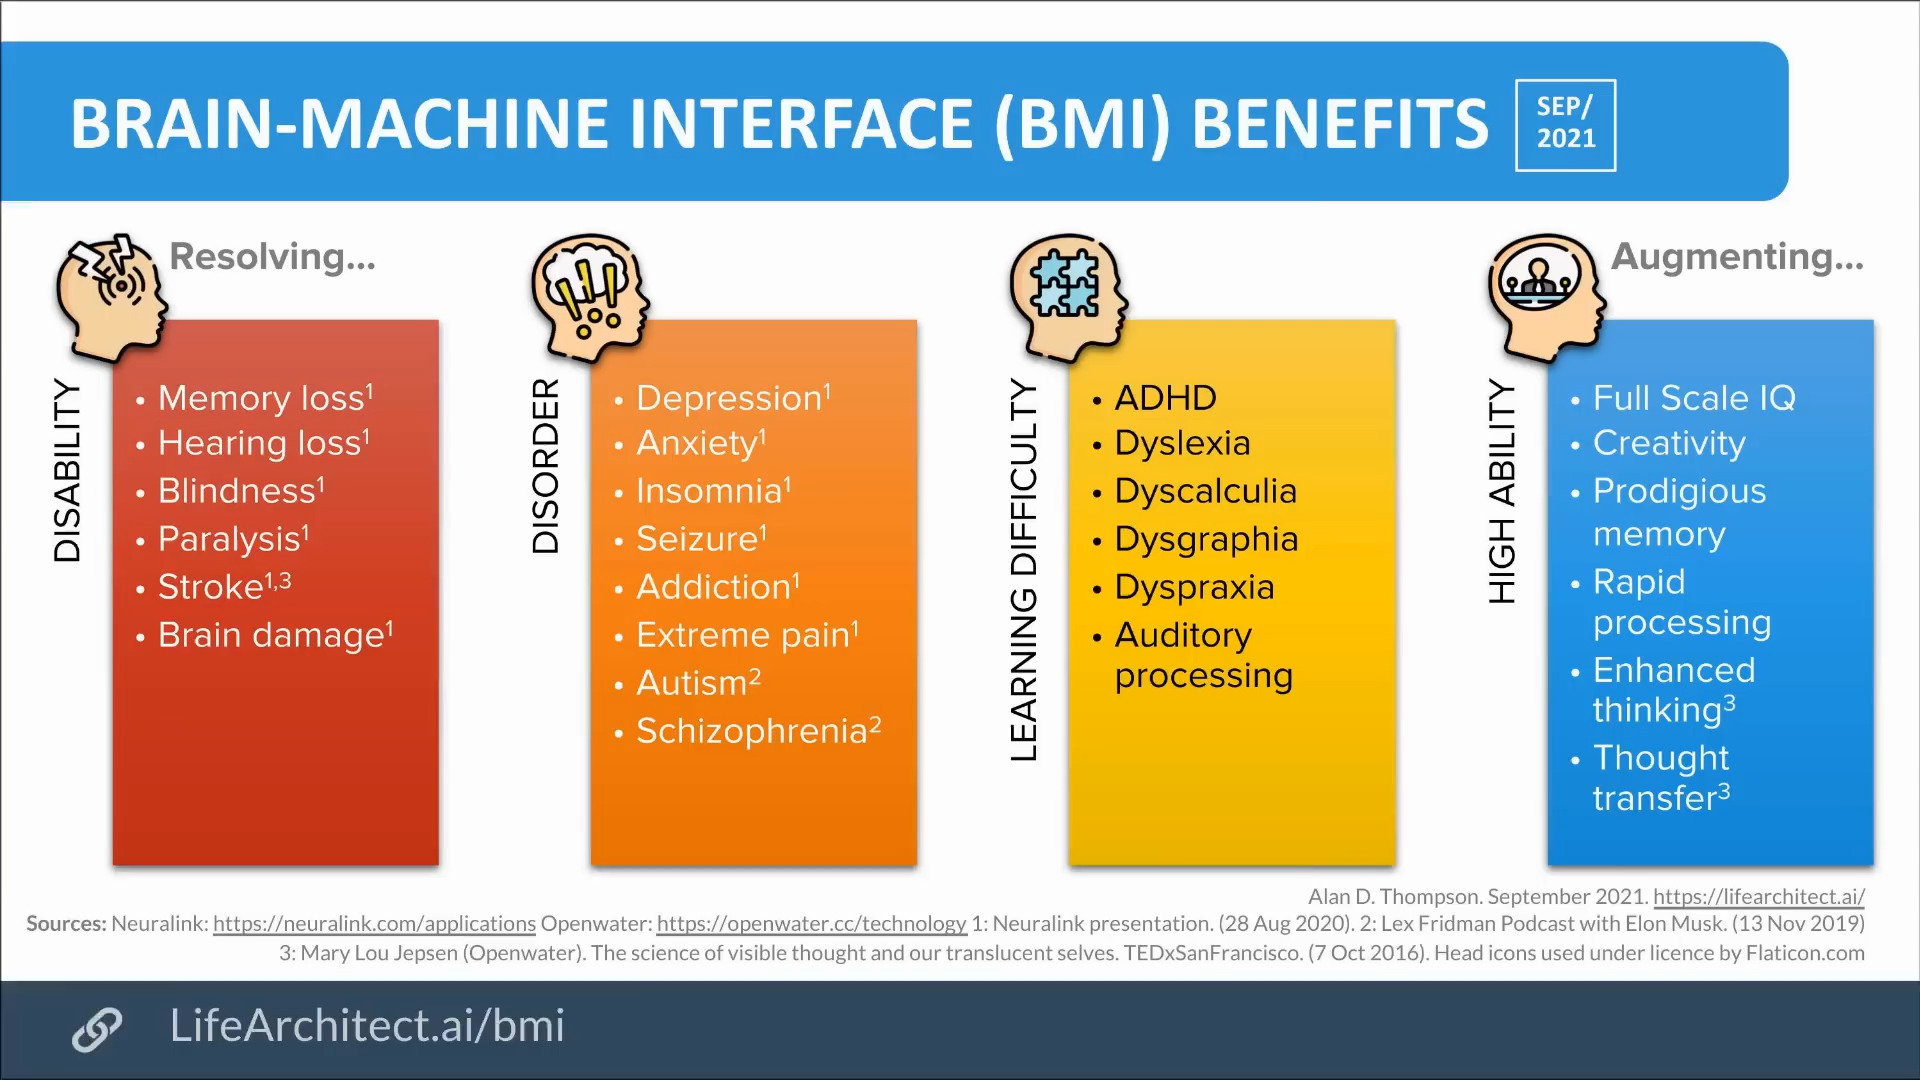 BRAIN-MACHINE INTERFACE (BMI) BENEFITS
SEP/
2021
Resolving...
DISABILITY
• Memory loss¹
• Hearing loss¹
• Blindness¹
• Paralysis¹
• Stroke¹,³
• Brain damage¹
DISORDER
• Depression¹
• Anxiety¹
• Insomnia¹
• Seizure¹
• Addiction¹
• Extreme pain¹
• Autism²
• Schizophrenia²
LEARNING DIFFICULTY
• ADHD
• Dyslexia
• Dyscalculia
• Dysgraphia
• Dyspraxia
• Auditory
processing
Augmenting...
HIGH ABILITY
• Full Scale IQ
• Creativity
• Prodigious
memory
• Rapid
processing
• Enhanced
thinking³
• Thought
transfer³
Alan D. Thompson. September 2021. https://lifearchitect.ai/
Sources: Neuralink: https://neuralink.com/applications Openwater: https://openwater.cc/technology 1: Neuralink presentation. (28 Aug 2020). 2: Lex Fridman Podcast with Elon Musk. (13 Nov 2019)
3: Mary Lou Jepsen (Openwater). The science of visible thought and our translucent selves. TEDxSanFrancisco. (7 Oct 2016). Head icons used under licence by Flaticon.com
LifeArchitect.ai/bmi